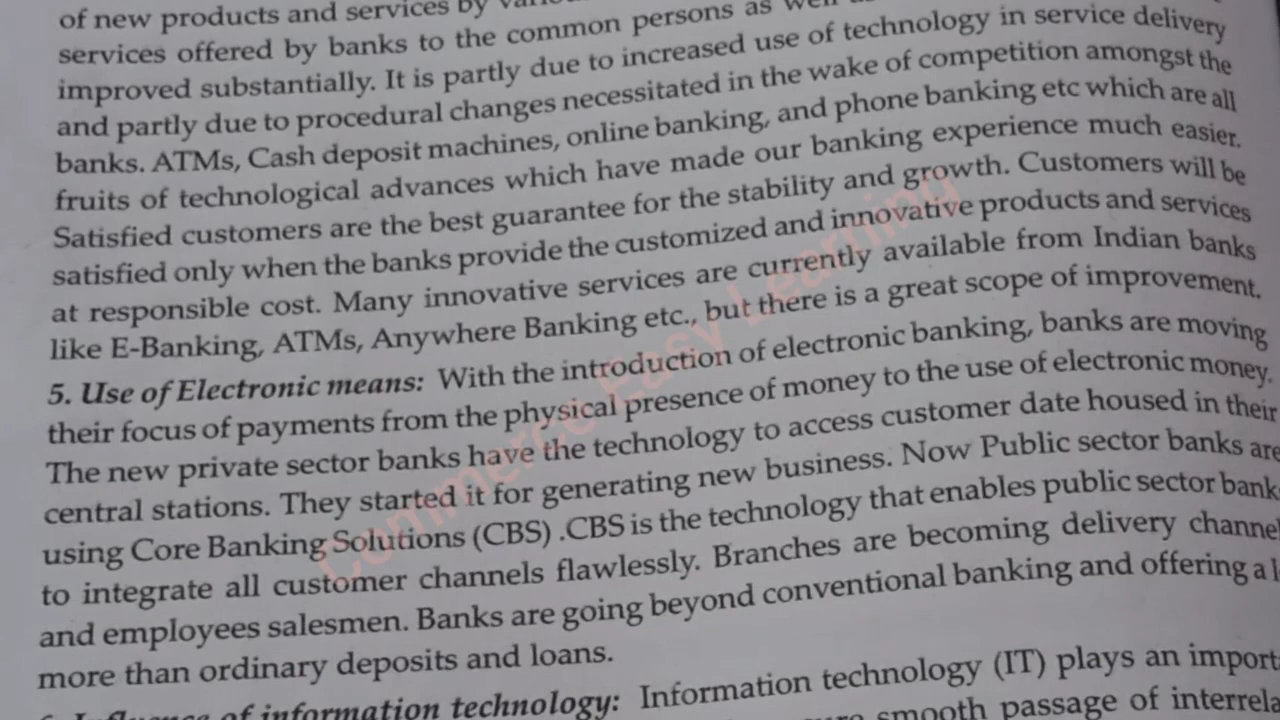 of new products and services by
services offered by banks to the common persons as well
improved substantially. It is partly due to increased use of technology in service delivery
and partly due to procedural changes necessitated in the wake of competition amongst the
banks. ATMs, Cash deposit machines, online banking, and phone banking etc which are all
fruits of technological advances which have made our banking experience much easier.
Satisfied customers are the best guarantee for the stability and growth. Customers will be
satisfied only when the banks provide the customized and innovative products and services
at responsible cost. Many innovative services are currently available from Indian banks
like E-Banking, ATMs, Anywhere Banking etc., but there is a great scope of improvement.
5. Use of Electronic means: With the introduction of electronic banking, banks are moving
their focus of payments from the physical presence of money to the use of electronic money.
The new private sector banks have the technology to access customer date housed in their
central stations. They started it for generating new business. Now Public sector banks are
using Core Banking Solutions (CBS) .CBS is the technology that enables public sector bank
to integrate all customer channels flawlessly. Branches are becoming delivery channel
and employees salesmen. Banks are going beyond conventional banking and offering a l
more than ordinary deposits and loans.
of information technology: Information technology (IT) plays an import
smooth passage of interrela
Commerce Easy Learning